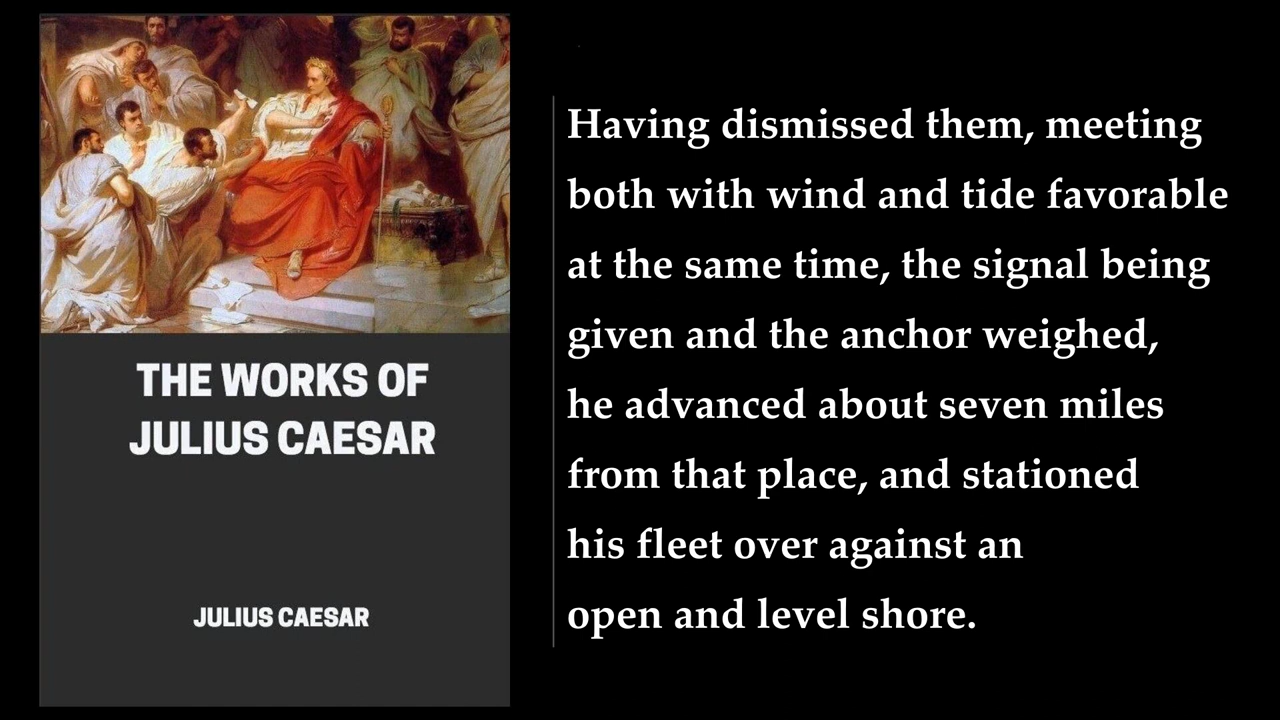 THE WORKS OF
JULIUS CAESAR
JULIUS CAESAR
Having dismissed them, meeting
both with wind and tide favorable
at the same time, the signal being
given and the anchor weighed,
he advanced about seven miles
from that place, and stationed
his fleet over against an
open and level shore.